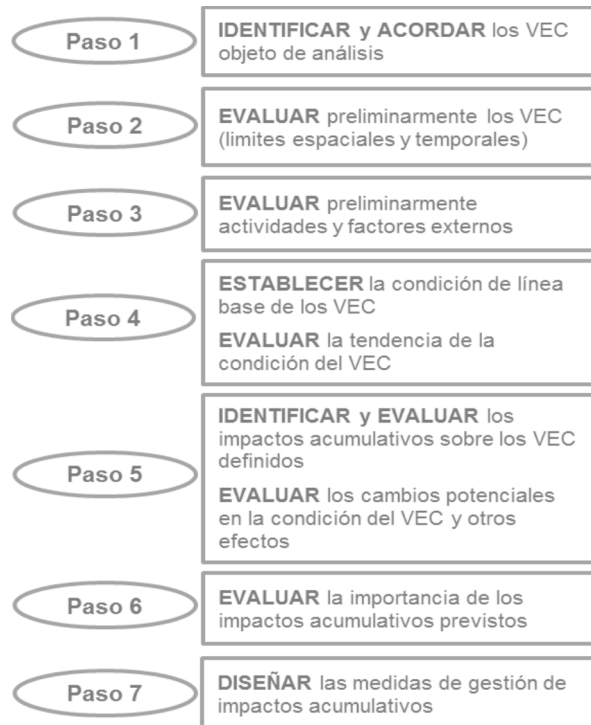 Paso 1
IDENTIFICAR y ACORDAR los VEC
objeto de análisis
Paso 2
EVALUAR preliminarmente los VEC
(limites espaciales y temporales)
Paso 3
EVALUAR preliminarmente
actividades y factores externos
Paso 4
ESTABLECER la condición de línea
base de los VEC
EVALUAR la tendencia de la
condición del VEC
Paso 5
IDENTIFICAR y EVALUAR los
impactos acumulativos sobre los VEC
definidos
EVALUAR los cambios potenciales
en la condición del VEC y otros
efectos
Paso 6
EVALUAR la importancia de los
impactos acumulativos previstos
Paso 7
DISEÑAR las medidas de gestión de
impactos acumulativos